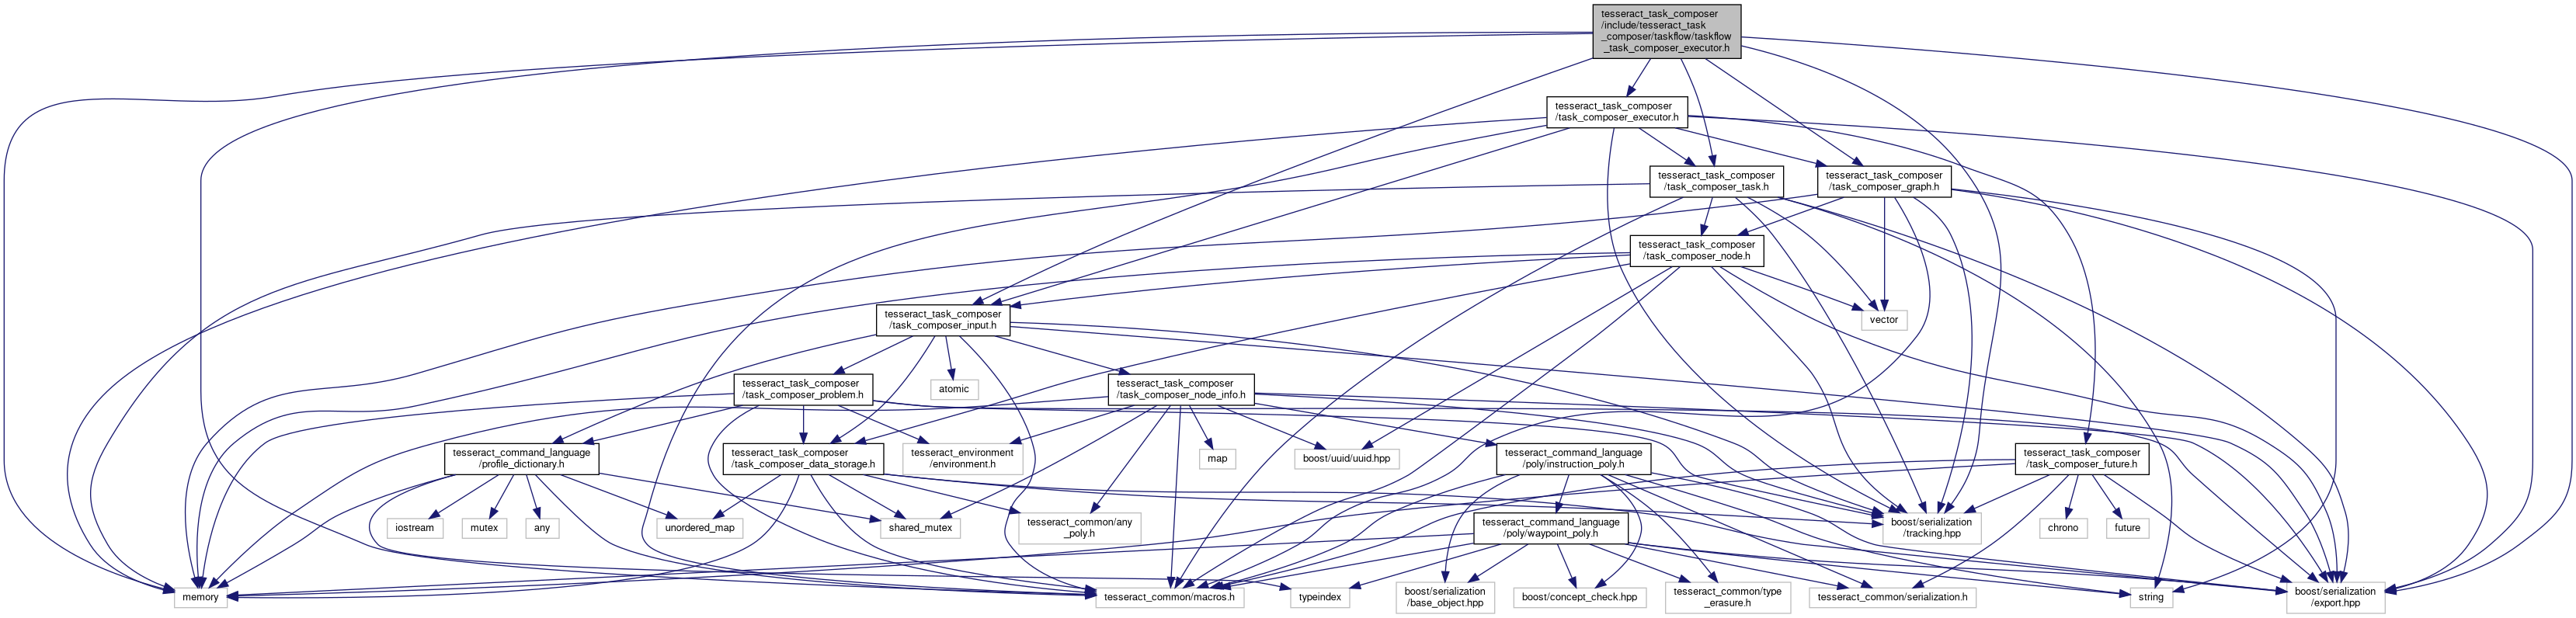 tesseract_task_composer
/include/tesseract_task
_composer/taskflow/taskflow
_task_composer_executor.h
tesseract_task_composer
/task_composer_executor.h
tesseract_task_composer
/task_composer_task.h
tesseract_task_composer
/task_composer_graph.h
tesseract_task_composer
/task_composer_node.h
tesseract_task_composer
/task_composer_input.h
vector
tesseract_task_composer
/task_composer_problem.h
atomic
tesseract_task_composer
/task_composer_node_info.h
tesseract_command_language
/profile_dictionary.h
tesseract_task_composer
/task_composer_data_storage.h
tesseract_environment
/environment.h
map
boost/uuid/uuid.hpp
tesseract_command_language
/poly/instruction_poly.h
tesseract_task_composer
/task_composer_future.h
iostream
mutex
any
unordered_map
shared_mutex
tesseract_common/any
_poly.h
tesseract_command_language
/poly/waypoint_poly.h
boost/serialization
/tracking.hpp
chrono
future
memory
tesseract_common/macros.h
typeindex
boost/serialization
/base_object.hpp
boost/concept_check.hpp
tesseract_common/type
_erasure.h
tesseract_common/serialization.h
string
boost/serialization
/export.hpp